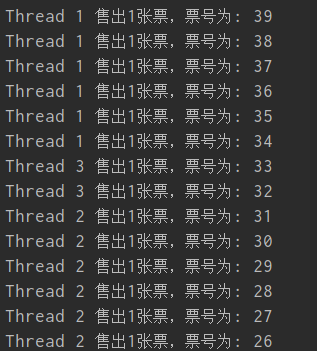 Thread 1 售出1张票，票号为: 39
Thread 1 售出1张票，票号为: 38
Thread 1 售出1张票，票号为: 37
Thread 1 售出1张票，票号为: 36
Thread 1 售出1张票，票号为: 35
Thread 1 售出1张票，票号为: 34
Thread 3 售出1张票，票号为: 33
Thread 3 售出1张票，票号为: 32
Thread 2 售出1张票，票号为: 31
Thread 2 售出1张票，票号为: 30
Thread 2 售出1张票，票号为: 29
Thread 2 售出1张票，票号为: 28
Thread 2 售出1张票，票号为: 27
Thread 2 售出1张票，票号为: 26